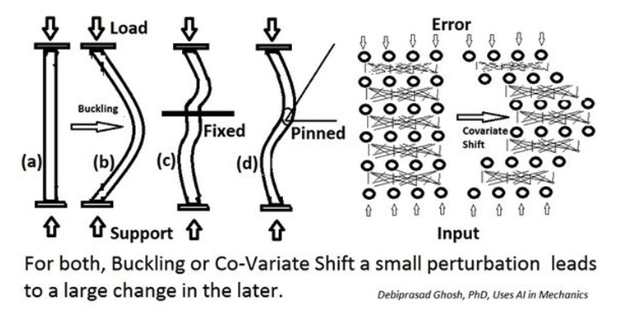 Load
Error
Buckling
Fixed
Pinned
Covariate
Shift
(a)
(b)
(c)
(d)
Support
Input
For both, Buckling or Co-Variate Shift a small perturbation leads
to a large change in the later.
Debiprasad Ghosh, PhD, Uses AI in Mechanics